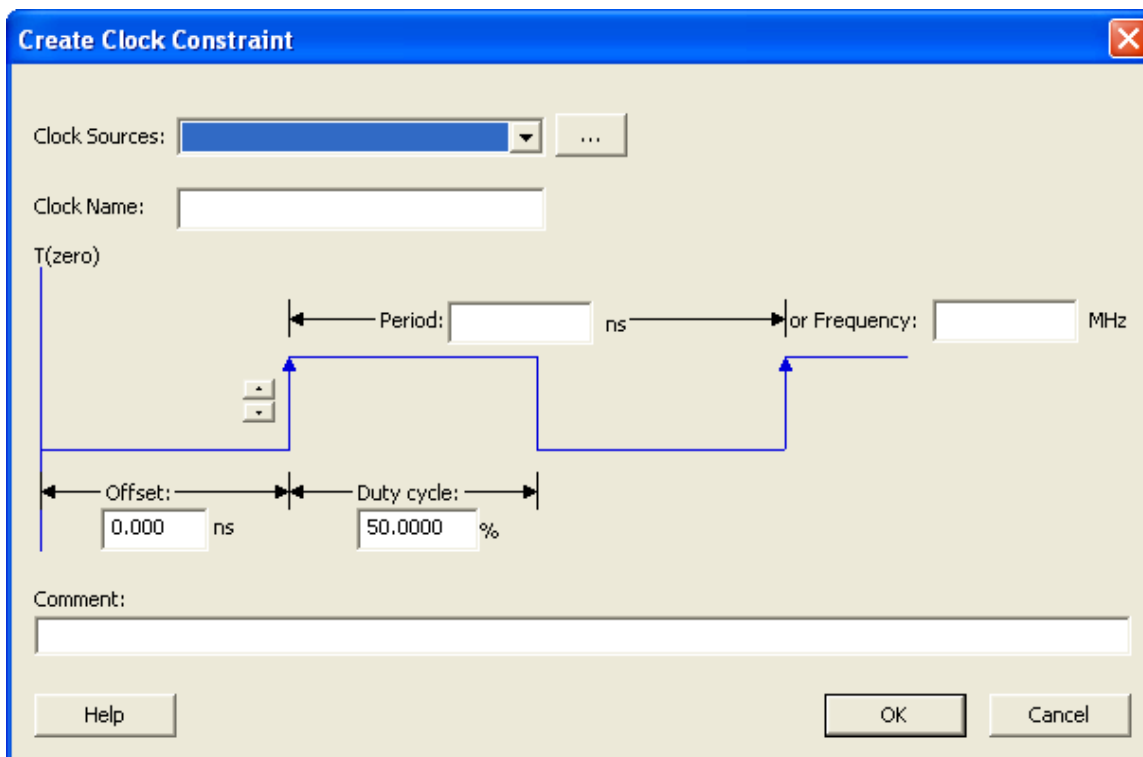 Create Clock Constraint
Clock Sources:
...
Clock Name:
T(zero)
Period: ns or Frequency: MHz
Offset: Duty cycle:
0.000 ns 50.0000 %
Comment:
Help OK Cancel